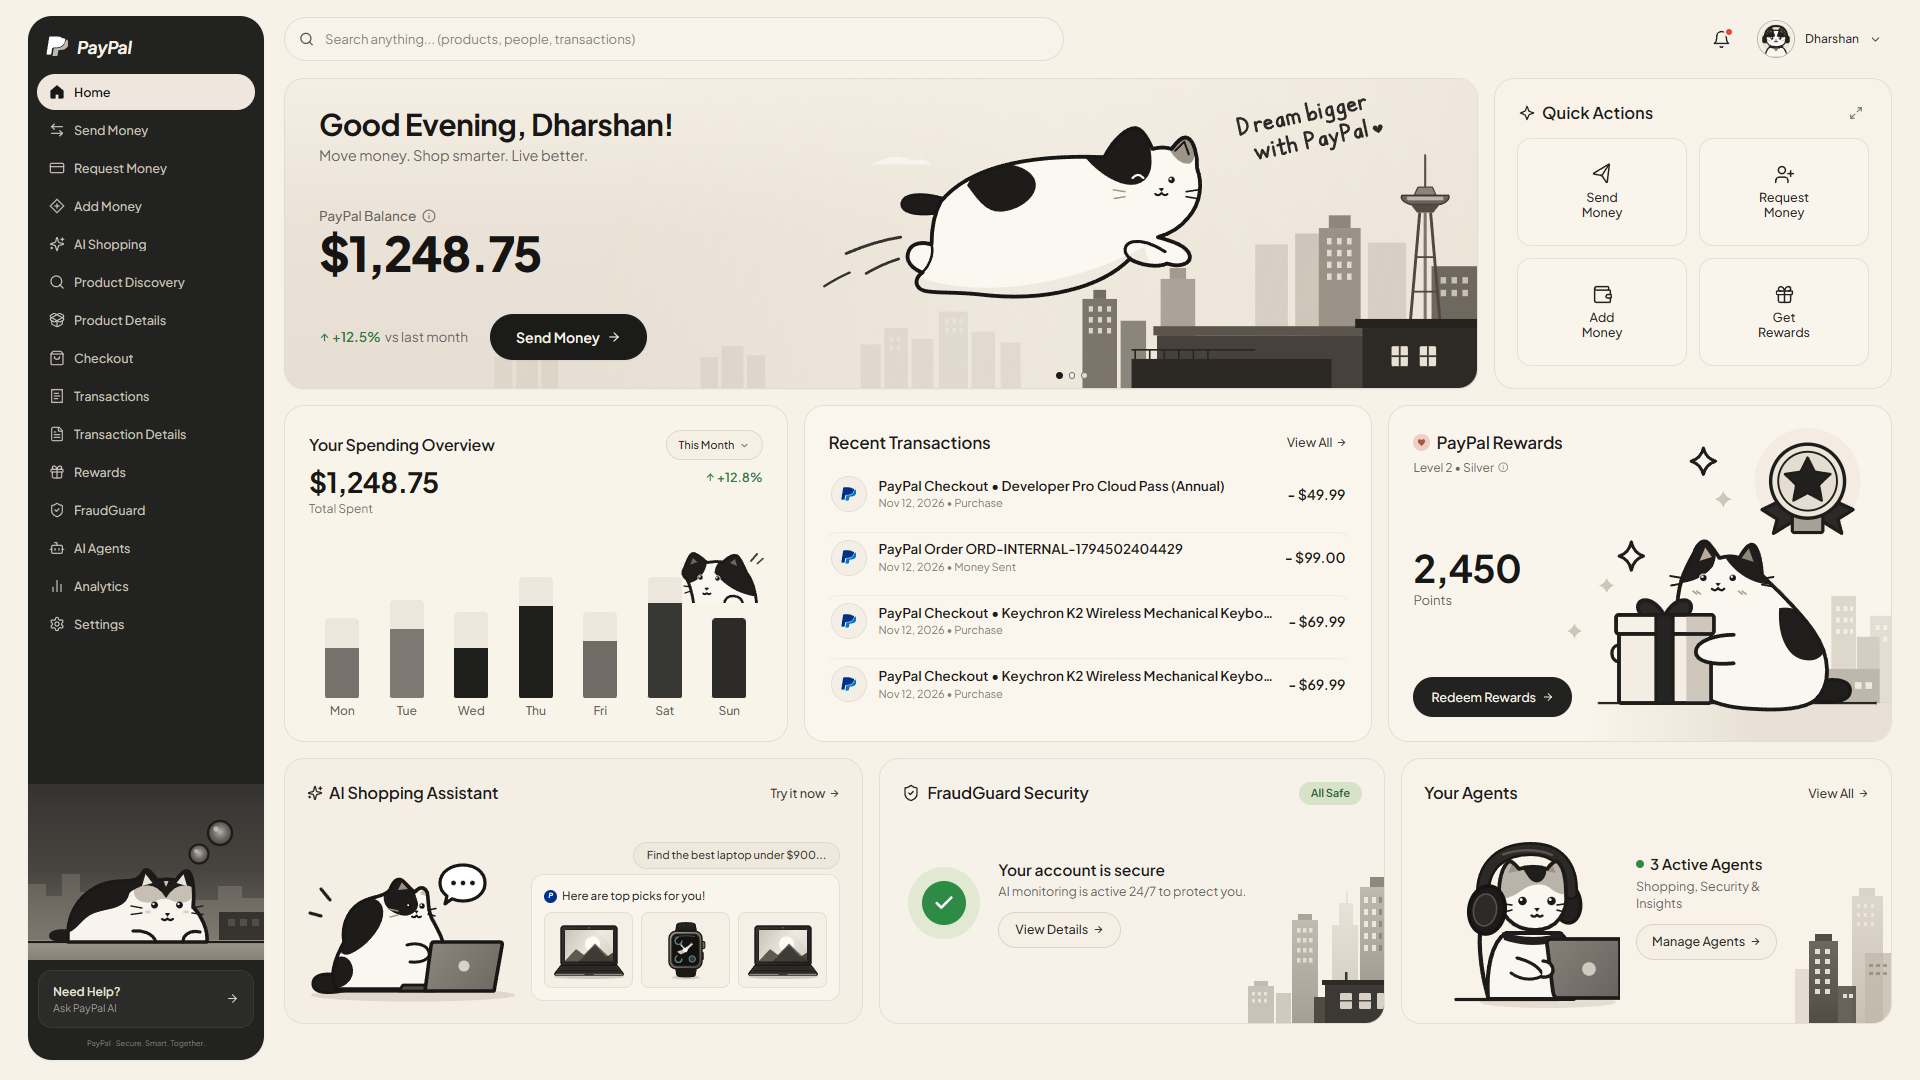 PayPal
Home
Send Money
Request Money
Add Money
AI Shopping
Product Discovery
Product Details
Checkout
Transactions
Transaction Details
Rewards
FraudGuard
AI Agents
Analytics
Settings
Need Help?
Ask PayPal AI
PayPal · Secure. Smart. Together.
Search anything... (products, people, transactions)
Dharshan
Good Evening, Dharshan!
Move money. Shop smarter. Live better.
PayPal Balance
$1,248.75
+12.5% vs last month
Send Money
Dream bigger
with PayPal
Quick Actions
Send
Money
Request
Money
Add
Money
Get
Rewards
Your Spending Overview
This Month
$1,248.75
+12.8%
Total Spent
Mon Tue Wed Thu Fri Sat Sun
Recent Transactions
View All
PayPal Checkout • Developer Pro Cloud Pass (Annual)
Nov 12, 2026 • Purchase
- $49.99
PayPal Order ORD-INTERNAL-1794502404429
Nov 12, 2026 • Money Sent
- $99.00
PayPal Checkout • Keychron K2 Wireless Mechanical Keybo...
Nov 12, 2026 • Purchase
- $69.99
PayPal Checkout • Keychron K2 Wireless Mechanical Keybo...
Nov 12, 2026 • Purchase
- $69.99
PayPal Rewards
Level 2 • Silver
2,450
Points
Redeem Rewards
AI Shopping Assistant
Try it now
Find the best laptop under $900...
P
Here are top picks for you!
FraudGuard Security
All Safe
Your account is secure
AI monitoring is active 24/7 to protect you.
View Details
Your Agents
View All
3 Active Agents
Shopping, Security &
Insights
Manage Agents